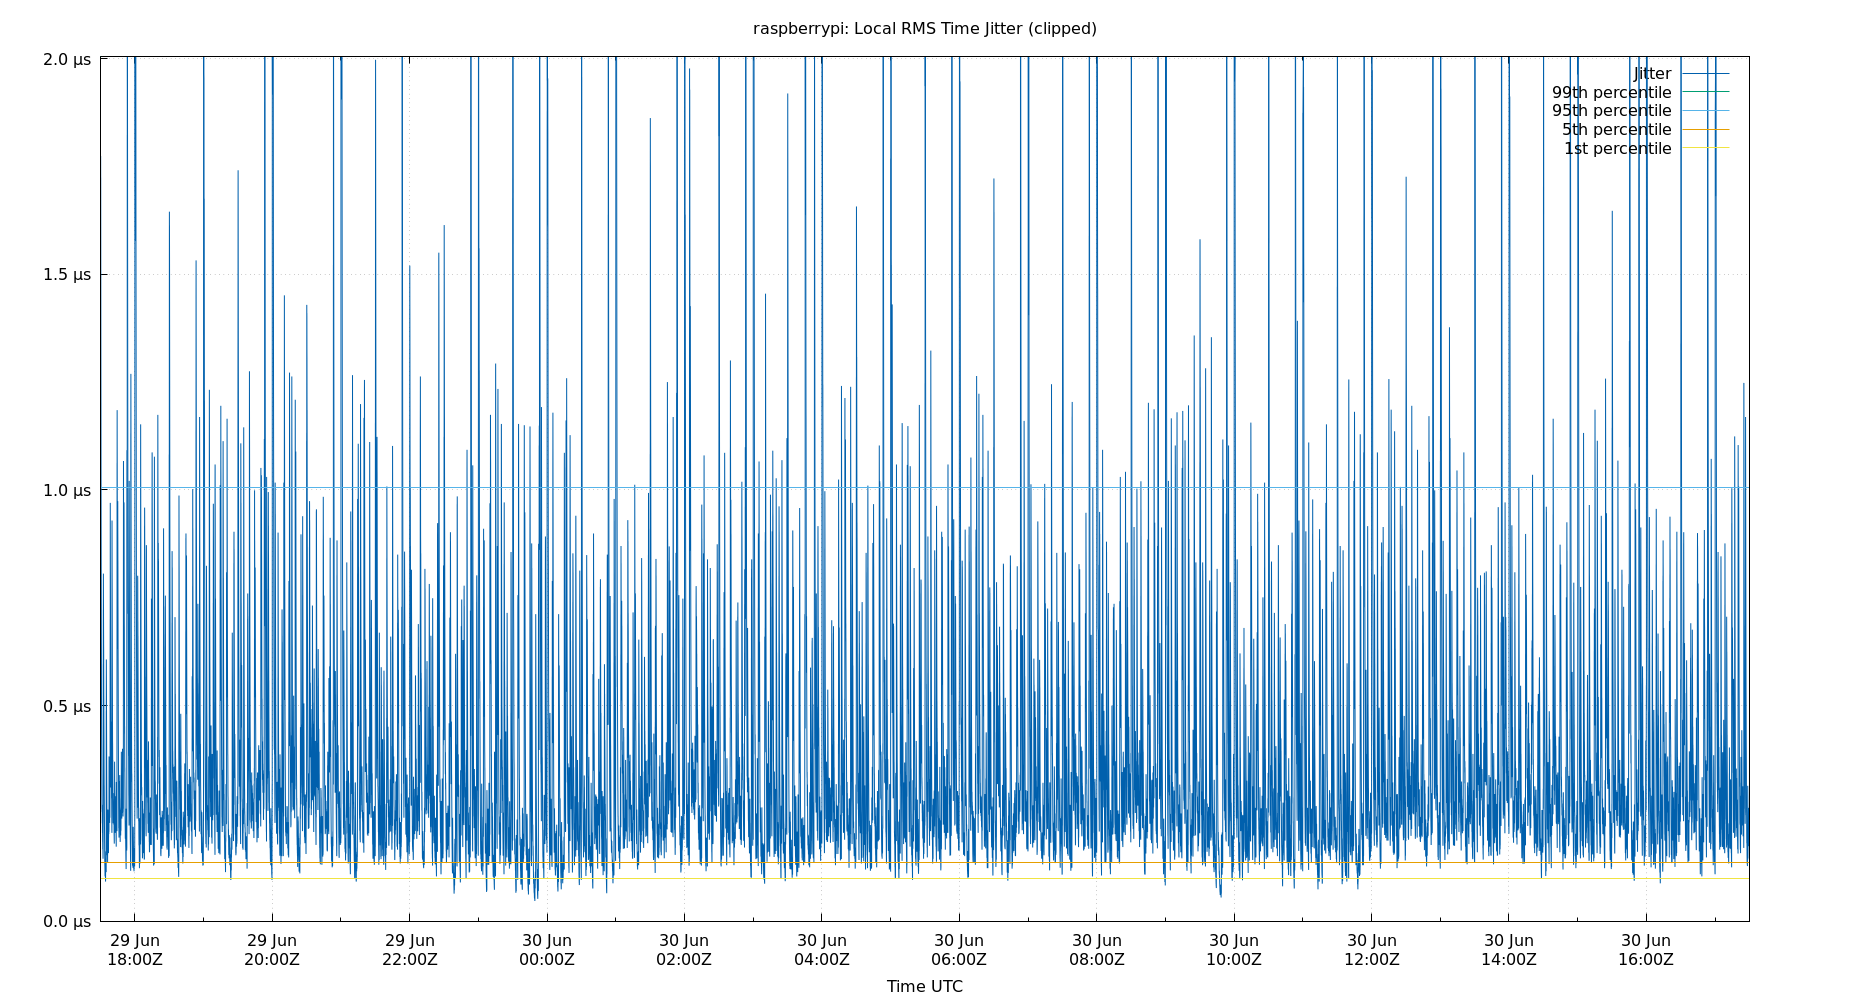 raspberrypi: Local RMS Time Jitter (clipped)
2.0 μs
Jitter
99th percentile
95th percentile
5th percentile
1st percentile
1.5 μs
1.0 μs
0.5 μs
0.0 μs
29 Jun 29 Jun 29 Jun 30 Jun 30 Jun 30 Jun 30 Jun 30 Jun 30 Jun 30 Jun 30 Jun 30 Jun
18:00Z 20:00Z 22:00Z 00:00Z 02:00Z 04:00Z 06:00Z 08:00Z 10:00Z 12:00Z 14:00Z 16:00Z
Time UTC